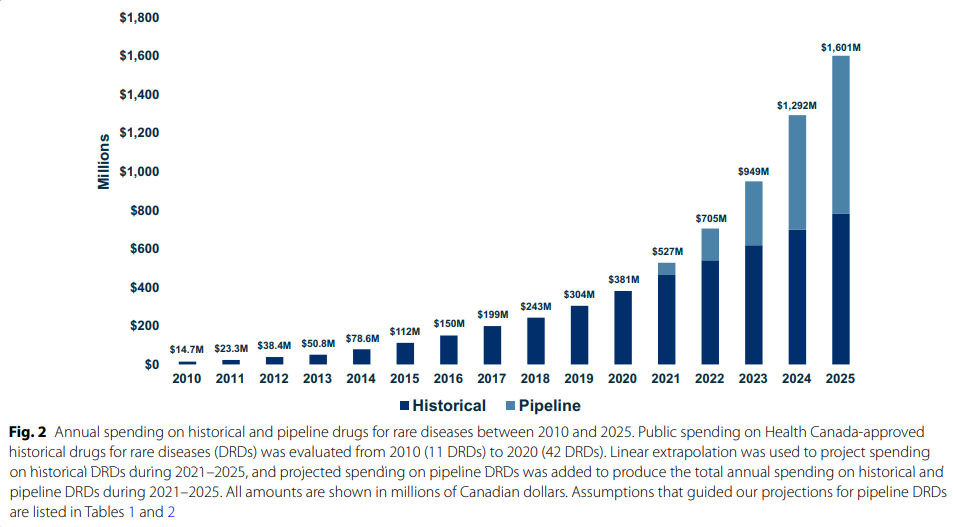 $1,800
$1,600
$1,400
$1,200
$1,000
$800
$600
$400
$200
$0
Millions
$14.7M
$23.3M
$38.4M
$50.8M
$78.6M
$112M
$150M
$199M
$243M
$304M
$381M
$527M
$705M
$949M
$1,292M
$1,601M
2010 2011 2012 2013 2014 2015 2016 2017 2018 2019 2020 2021 2022 2023 2024 2025
Historical Pipeline
Fig. 2 Annual spending on historical and pipeline drugs for rare diseases between 2010 and 2025. Public spending on Health Canada-approved
historical drugs for rare diseases (DRDs) was evaluated from 2010 (11 DRDs) to 2020 (42 DRDs). Linear extrapolation was used to project spending
on historical DRDs during 2021–2025, and projected spending on pipeline DRDs was added to produce the total annual spending on historical and
pipeline DRDs during 2021–2025. All amounts are shown in millions of Canadian dollars. Assumptions that guided our projections for pipeline DRDs
are listed in Tables 1 and 2